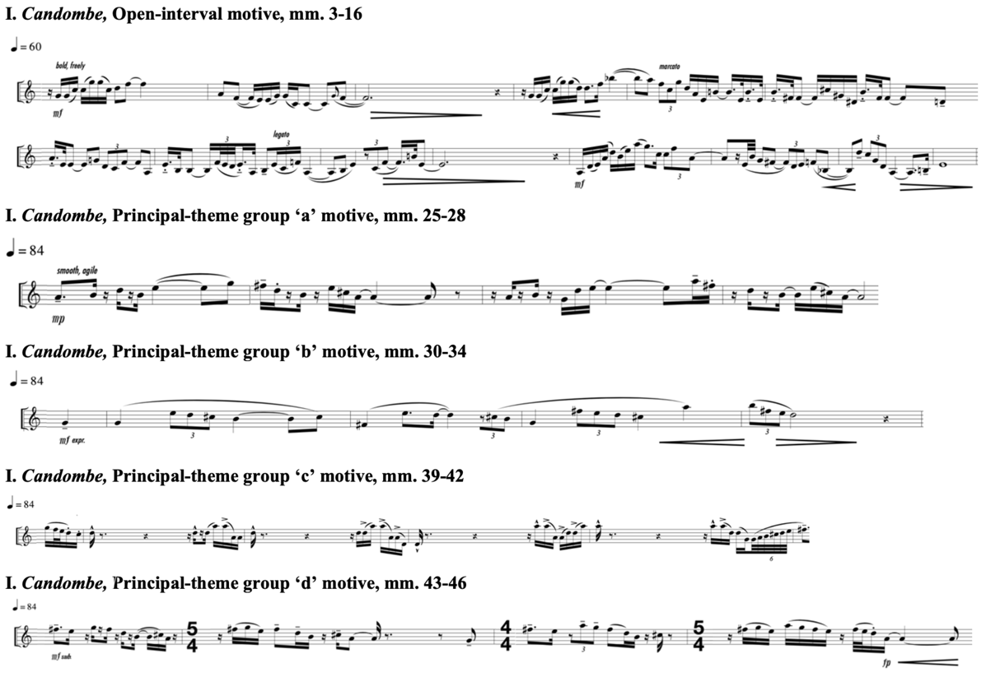 I. Candombe, Open-interval motive, mm. 3-16
♩ = 60
bold, freely
marcato
mf
3
3
3
legato
3
3
3
3
3
mf
3
I. Candombe, Principal-theme group ‘a’ motive, mm. 25-28
♩ = 84
smooth, agile
mp
I. Candombe, Principal-theme group ‘b’ motive, mm. 30-34
♩ = 84
mf expr.
3
3
3
3
I. Candombe, Principal-theme group ‘c’ motive, mm. 39-42
♩ = 84
6
I. Candombe, Principal-theme group ‘d’ motive, mm. 43-46
♩ = 84
5 4
4 4
5 4
mf sub.
3
fp